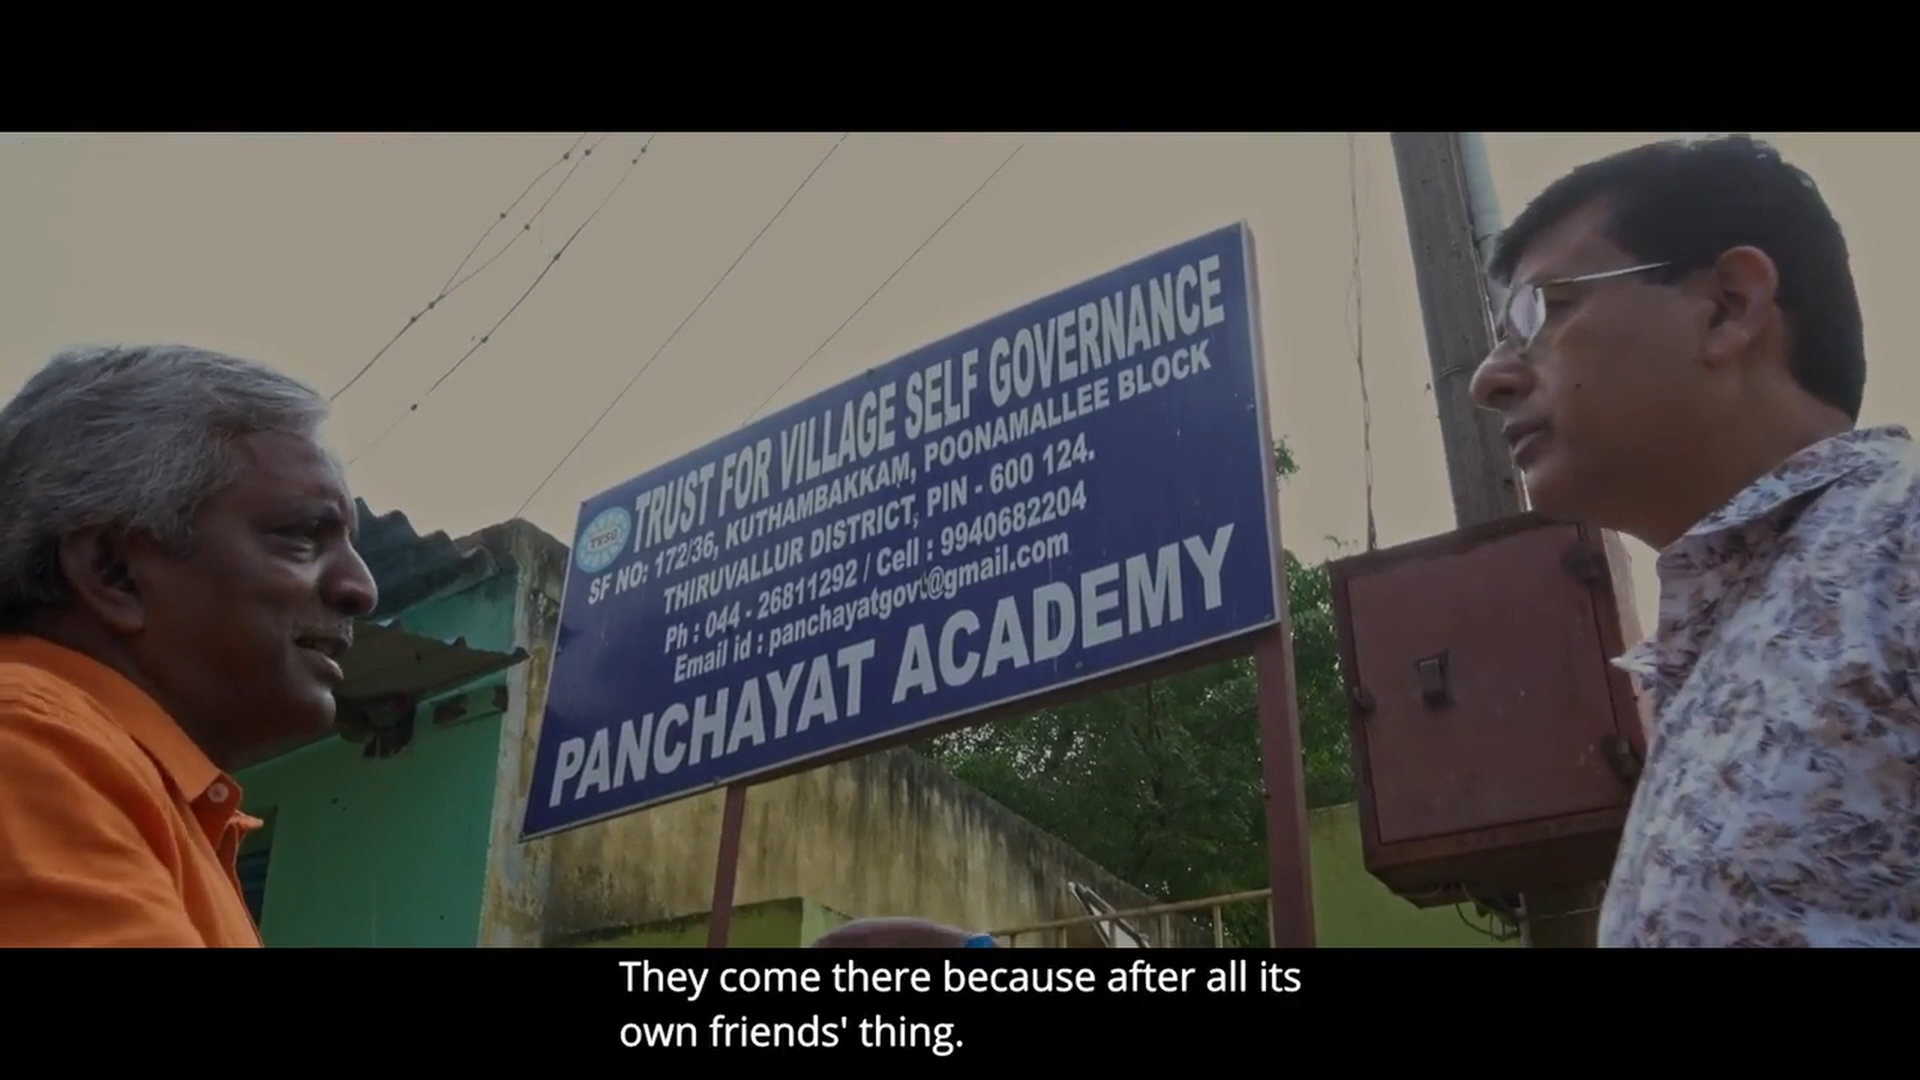 TRUST FOR VILLAGE SELF GOVERNANCE
TVSG
SF NO: 172/36, KUTHAMBAKKAM, POONAMALLEE BLOCK
THIRUVALLUR DISTRICT, PIN - 600 124.
Ph : 044 - 26811292 / Cell : 9940682204
Email id : panchayatgovt@gmail.com
PANCHAYAT ACADEMY
They come there because after all its
own friends' thing.